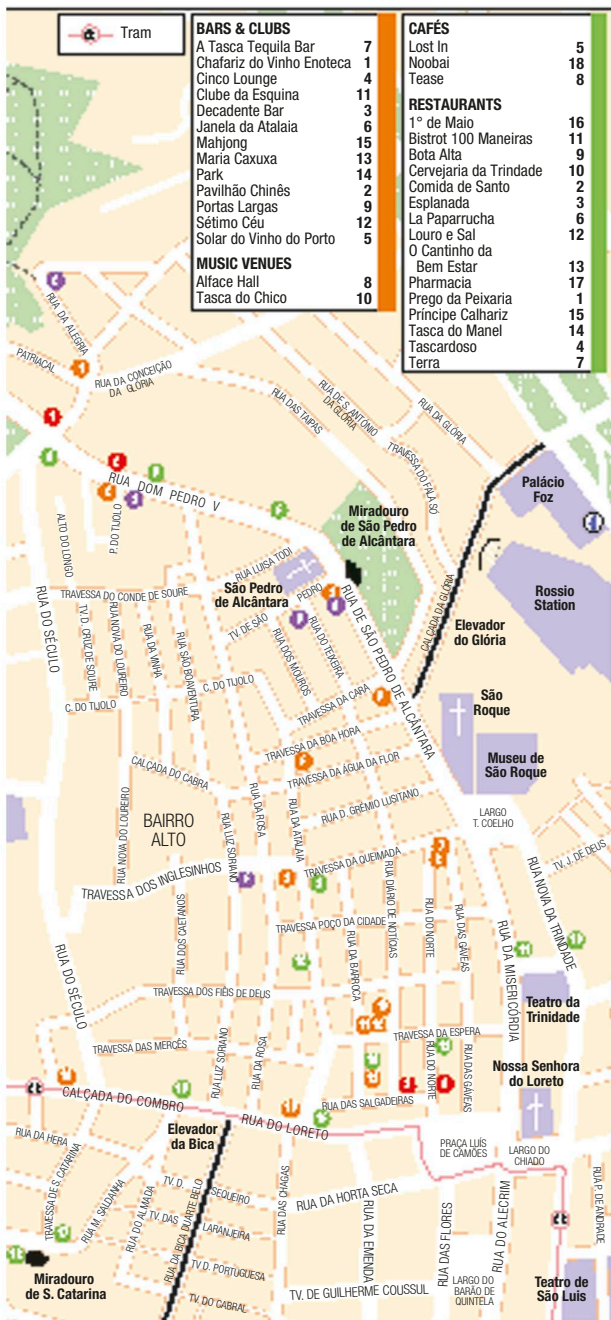 Tram
BARS & CLUBS
A Tasca Tequila Bar 7
Chafariz do Vinho Enoteca 1
Cinco Lounge 4
Clube da Esquina 11
Decadente Bar 3
Janela da Atalaia 6
Mahjong 15
Maria Caxuxa 13
Park 14
Pavilhão Chinês 2
Portas Largas 9
Sétimo Céu 12
Solar do Vinho do Porto 5
MUSIC VENUES
Alface Hall 8
Tasca do Chico 10
CAFÉS
Lost In 5
Noobai 18
Tease 8
RESTAURANTS
1° de Maio 16
Bistrot 100 Maneiras 11
Bota Alta 9
Cervejaria da Trindade 10
Comida de Santo 2
Esplanada 3
La Paparrucha 6
Louro e Sal 12
O Cantinho da
Bem Estar 13
Pharmacia 17
Prego da Peixaria 1
Príncipe Calhariz 15
Tasca do Manel 14
Tascardoso 4
Terra 7
RUA DA ALEGRIA
PATRIACAL
RUA DA CONCEIÇÃO
DA GLÓRIA
RUA DAS TAIPAS
RUA DE S. ANTÓNIO
DA GLÓRIA
RUA DA GLÓRIA
TRAVESSA DO FALA SÓ
Palácio
Foz
RUA DOM PEDRO V
ALTO DO LONGO
P. DO TIJOLO
Miradouro
de São Pedro
de Alcântara
RUA LUISA TODI
São Pedro
de Alcântara
TRAVESSA DO CONDE DE SOURE
RUA DO SÉCULO
TV. D. CRUZ DE SOURE
RUA NOVA DO LOUREIRO
RUA DA VINHA
RUA SÃO BOAVENTURA
TV. DE SÃO PEDRO
RUA DOS MOUROS
RUA DO TEIXEIRA
RUA DE SÃO PEDRO DE ALCÂNTARA
CALÇADA DA GLÓRIA
Elevador
do Glória
Rossio
Station
C. DO TIJOLO
C. DO TIJOLO
TRAVESSA DA CARA
TRAVESSA DA BOA HORA
São
Roque
CALÇADA DO CABRA
TRAVESSA DA ÁGUA DA FLOR
Museu de
São Roque
BAIRRO
ALTO
RUA NOVA DO LOUREIRO
RUA LUZ SORIANO
RUA DA ROSA
RUA DA ATALAIA
RUA D. GRÉMIO LUSITANO
LARGO
T. COELHO
TRAVESSA DA QUEIMADA
TV. J. DE DEUS
TRAVESSA DOS INGLESINHOS
RUA DOS CAETANOS
RUA DIÁRIO DE NOTÍCIAS
RUA DO NORTE
RUA DAS GÁVEAS
RUA NOVA DA TRINDADE
TRAVESSA POÇO DA CIDADE
RUA DA BARROCA
RUA DA MISERICÓRDIA
RUA DO SÉCULO
TRAVESSA DOS FIÉIS DE DEUS
Teatro da
Trinidade
TRAVESSA DAS MERCÊS
RUA LUZ SORIANO
RUA DA ROSA
TRAVESSA DA ESPERA
RUA DO NORTE
RUA DAS GÁVEAS
Nossa Senhora
do Loreto
CALÇADA DO COMBRO
RUA DAS SALGADEIRAS
Elevador
da Bica
RUA DO LORETO
RUA DA HERA
TRAVESSA DE S. CATARINA
PRAÇA LUÍS
DE CAMÕES
LARGO DO
CHIADO
RUA M. SALDANHA
RUA DO ALMADA
TV. D. SEQUEIRO
TV. DAS LARANJEIRA
RUA DA BICA DUARTE BELO
RUA DAS CHAGAS
RUA DA HORTA SECA
RUA DA EMENDA
RUA DAS FLORES
RUA DO ALECRIM
RUA P. DE ANDRADE
Miradouro
de S. Catarina
TV. D. PORTUGUESA
TV. DO CABRAL
TV. DE GUILHERME COUSSUL
LARGO DO
BARÃO DE
QUINTELA
Teatro de
São Luis